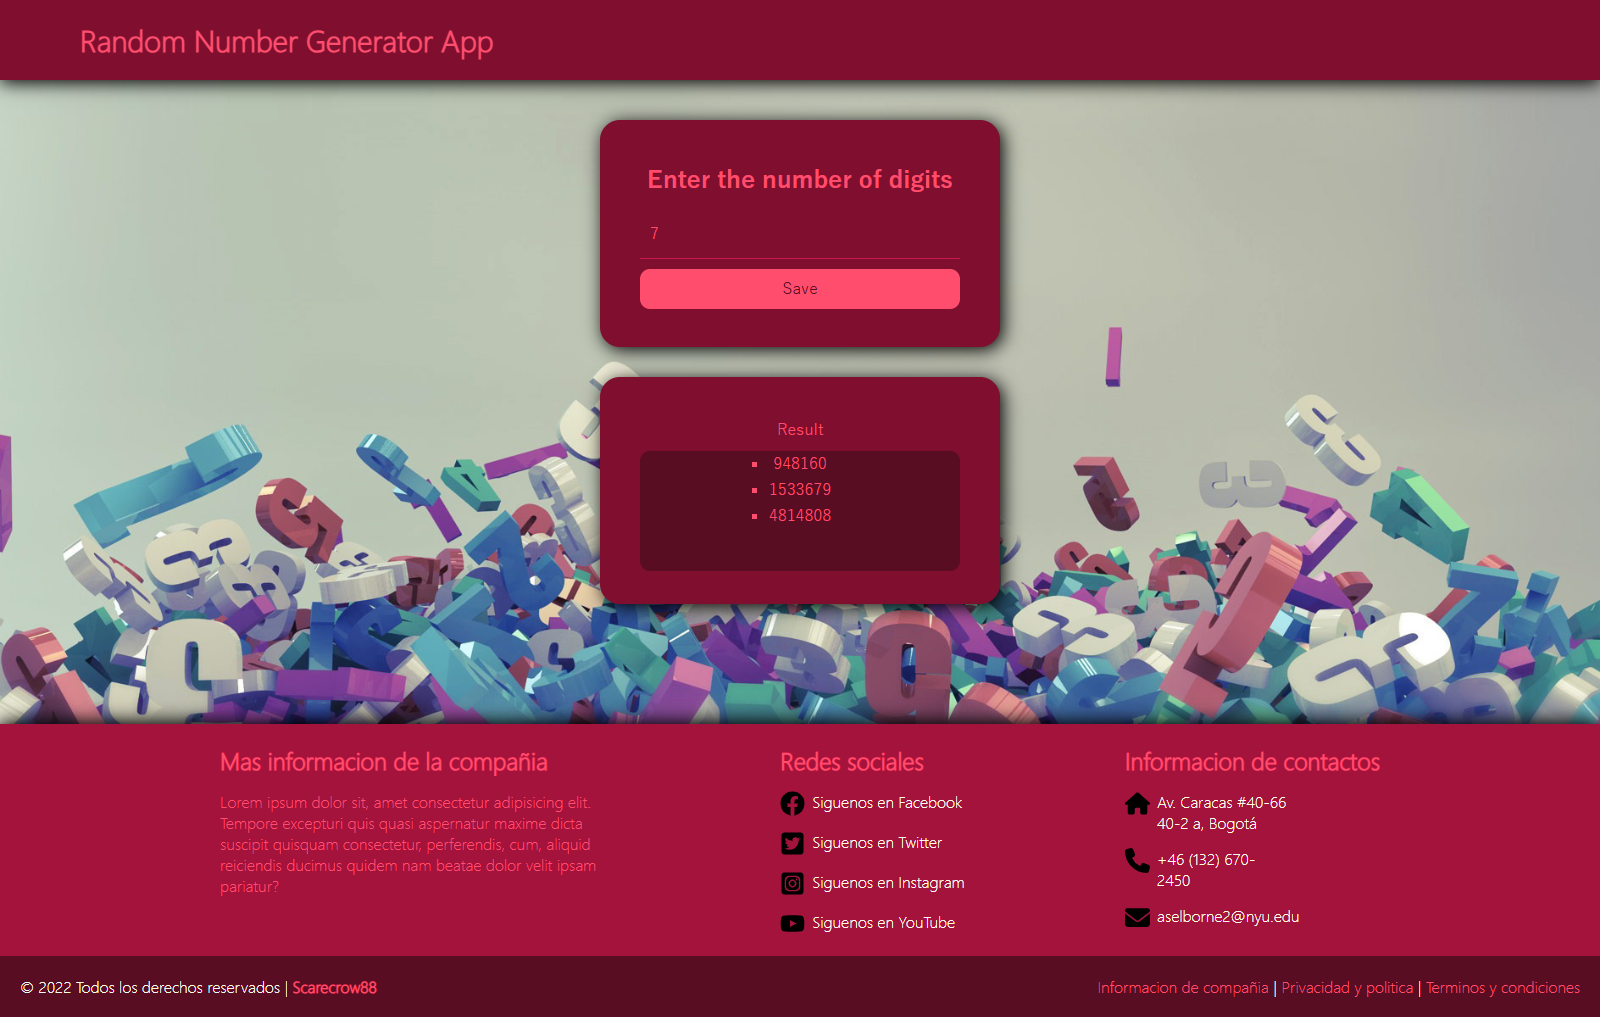 Random Number Generator App
Enter the number of digits
7
Save
Result
948160
1533679
4814808
Mas informacion de la compañia
Lorem ipsum dolor sit, amet consectetur adipisicing elit.
Tempore excepturi quis quasi aspernatur maxime dicta
suscipit quisquam consectetur, perferendis, cum, aliquid
reiciendis ducimus quidem nam beatae dolor velit ipsam
pariatur?
Redes sociales
Siguenos en Facebook
Siguenos en Twitter
Siguenos en Instagram
Siguenos en YouTube
Informacion de contactos
Av. Caracas #40-66
40-2 a, Bogotá
+46 (132) 670-
2450
aselborne2@nyu.edu
© 2022 Todos los derechos reservados | Scarecrow88
Informacion de compañia | Privacidad y politica | Terminos y condiciones